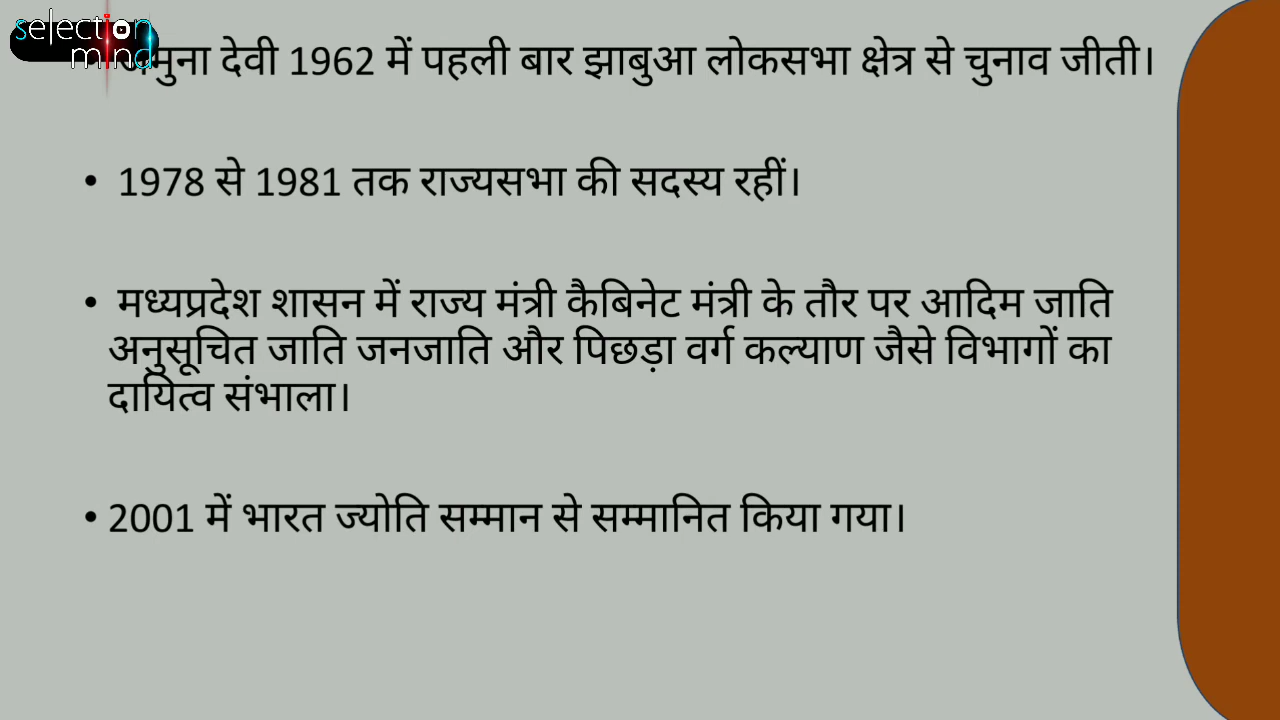 selection
mind
जमुना देवी 1962 में पहली बार झाबुआ लोकसभा क्षेत्र से चुनाव जीती।
• 1978 से 1981 तक राज्यसभा की सदस्य रहीं।
• मध्यप्रदेश शासन में राज्य मंत्री कैबिनेट मंत्री के तौर पर आदिम जाति
अनुसूचित जाति जनजाति और पिछड़ा वर्ग कल्याण जैसे विभागों का
दायित्व संभाला।
• 2001 में भारत ज्योति सम्मान से सम्मानित किया गया।